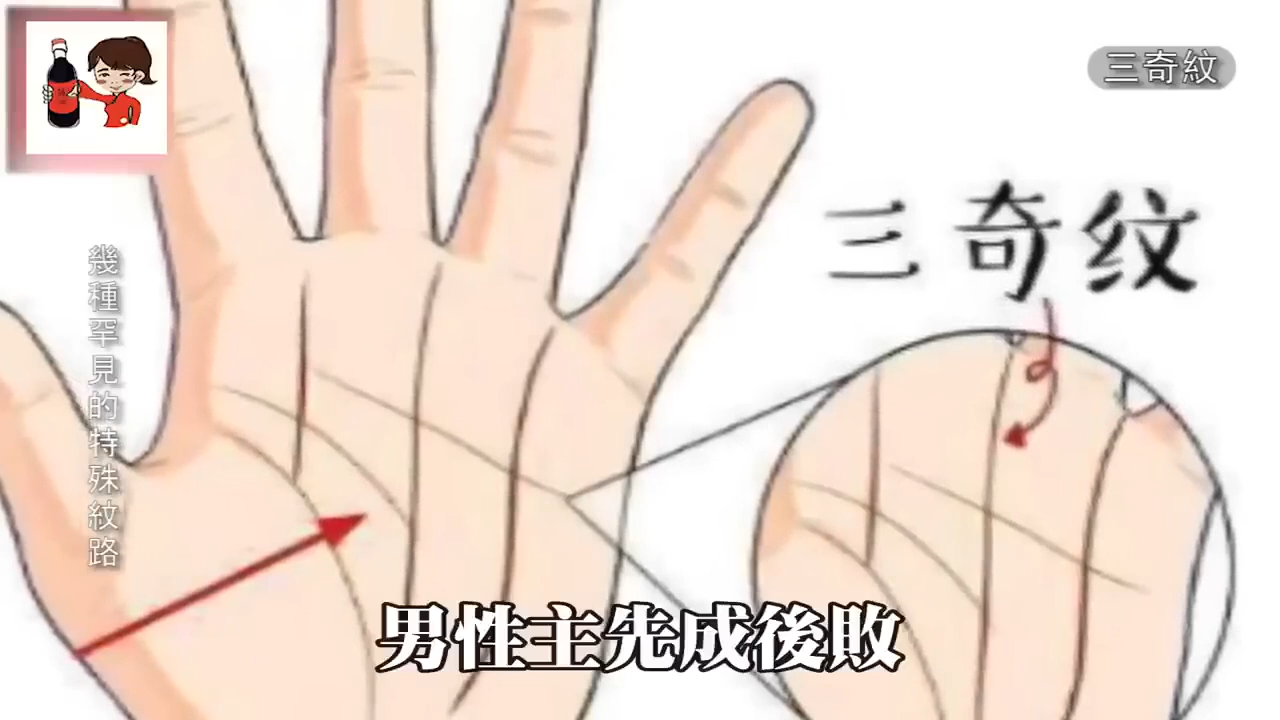 三奇紋
三奇纹
幾種罕見的特殊紋路
男性主先成後敗